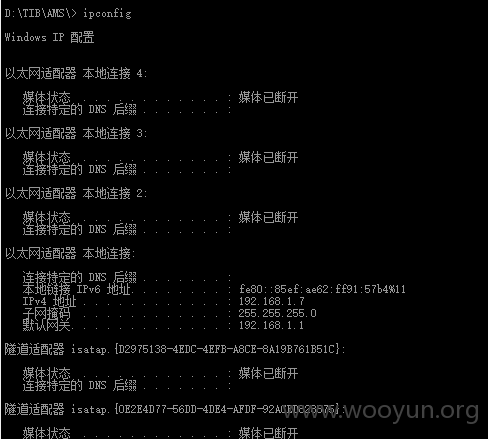 D:\TIB\AMS\> ipconfig
Windows IP 配置
以太网适配器 本地连接 4:
媒体状态 . . . . . . . . . . . . : 媒体已断开
连接特定的 DNS 后缀 . . . . . . . :
以太网适配器 本地连接 3:
媒体状态 . . . . . . . . . . . . : 媒体已断开
连接特定的 DNS 后缀 . . . . . . . :
以太网适配器 本地连接 2:
媒体状态 . . . . . . . . . . . . : 媒体已断开
连接特定的 DNS 后缀 . . . . . . . :
以太网适配器 本地连接:
连接特定的 DNS 后缀 . . . . . . . :
本地链接 IPv6 地址. . . . . . . . : fe80::85ef:ae62:ff91:57b4%11
IPv4 地址 . . . . . . . . . . . . : 192.168.1.7
子网掩码 . . . . . . . . . . . . : 255.255.255.0
默认网关. . . . . . . . . . . . . : 192.168.1.1
隧道适配器 isatap.{D2975138-4EDC-4EFB-A8CE-8A19B761B51C}:
媒体状态 . . . . . . . . . . . . : 媒体已断开
连接特定的 DNS 后缀 . . . . . . . :
www.wooyun.org
隧道适配器
媒体状态 . . . . . . . . . . . . : 媒体已断开